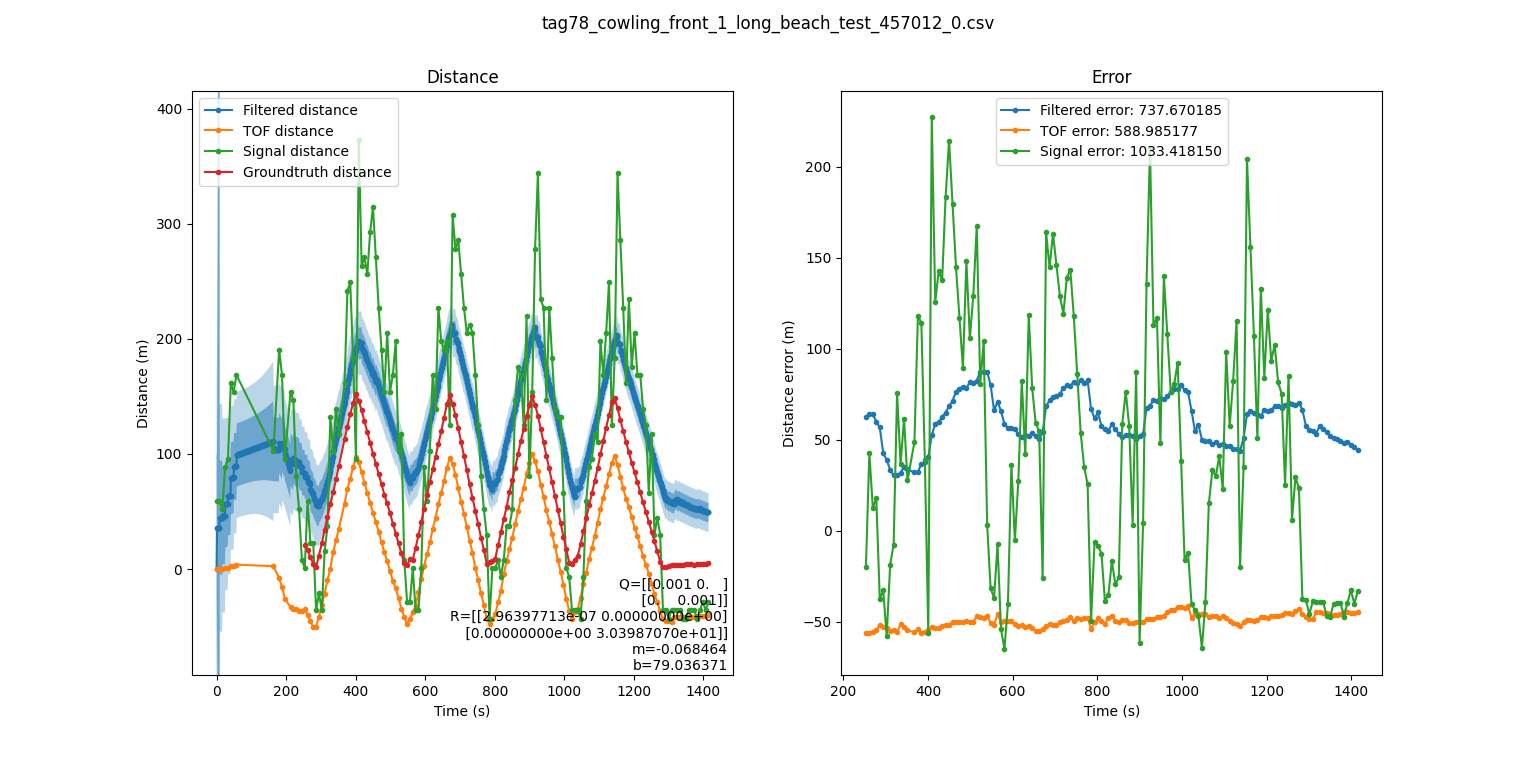 tag78_cowling_front_1_long_beach_test_457012_0.csv
Distance
Filtered distance
TOF distance
Signal distance
Groundtruth distance
400
300
200
100
0
Distance (m)
0 200 400 600 800 1000 1200 1400
Time (s)
Q=[[0.001 0. ]
[0. 0.001]]
R=[[2.96397713e-07 0.00000000e+00]
[0.00000000e+00 3.03987070e+01]]
m=-0.068464
b=79.036371
Error
Filtered error: 737.670185
TOF error: 588.985177
Signal error: 1033.418150
200
150
100
50
0
−50
Distance error (m)
200 400 600 800 1000 1200 1400
Time (s)